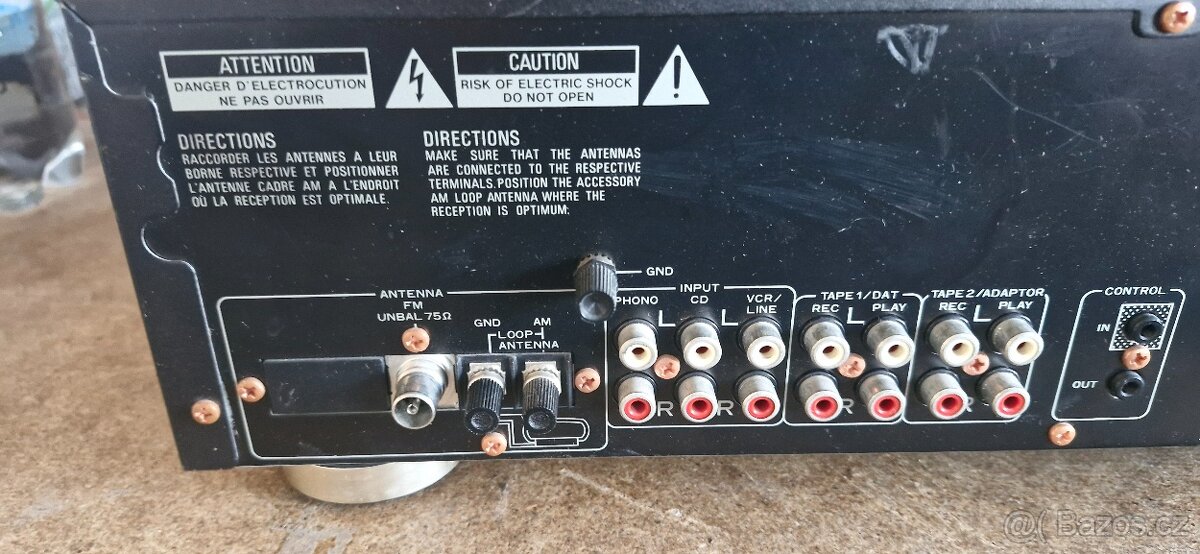 ATTENTION
DANGER D'ELECTROCUTION
NE PAS OUVRIR
CAUTION
RISK OF ELECTRIC SHOCK
DO NOT OPEN
DIRECTIONS
RACCORDER LES ANTENNES A LEUR
BORNE RESPECTIVE ET POSITIONNER
L'ANTENNE CADRE AM A L'ENDROIT
OÙ LA RECEPTION EST OPTIMALE.
DIRECTIONS
MAKE SURE THAT THE ANTENNAS
ARE CONNECTED TO THE RESPECTIVE
TERMINALS.POSITION THE ACCESSORY
AM LOOP ANTENNA WHERE THE
RECEPTION IS OPTIMUM.
GND
ANTENNA
FM
UNBAL 75Ω
GND AM
LOOP
ANTENNA
INPUT
PHONO CD VCR/
LINE
L L
R R
TAPE 1/DAT
REC PLAY
L
R
TAPE 2/ADAPTOR
REC PLAY
L
R
CONTROL
IN
OUT
@( Bazos.cz